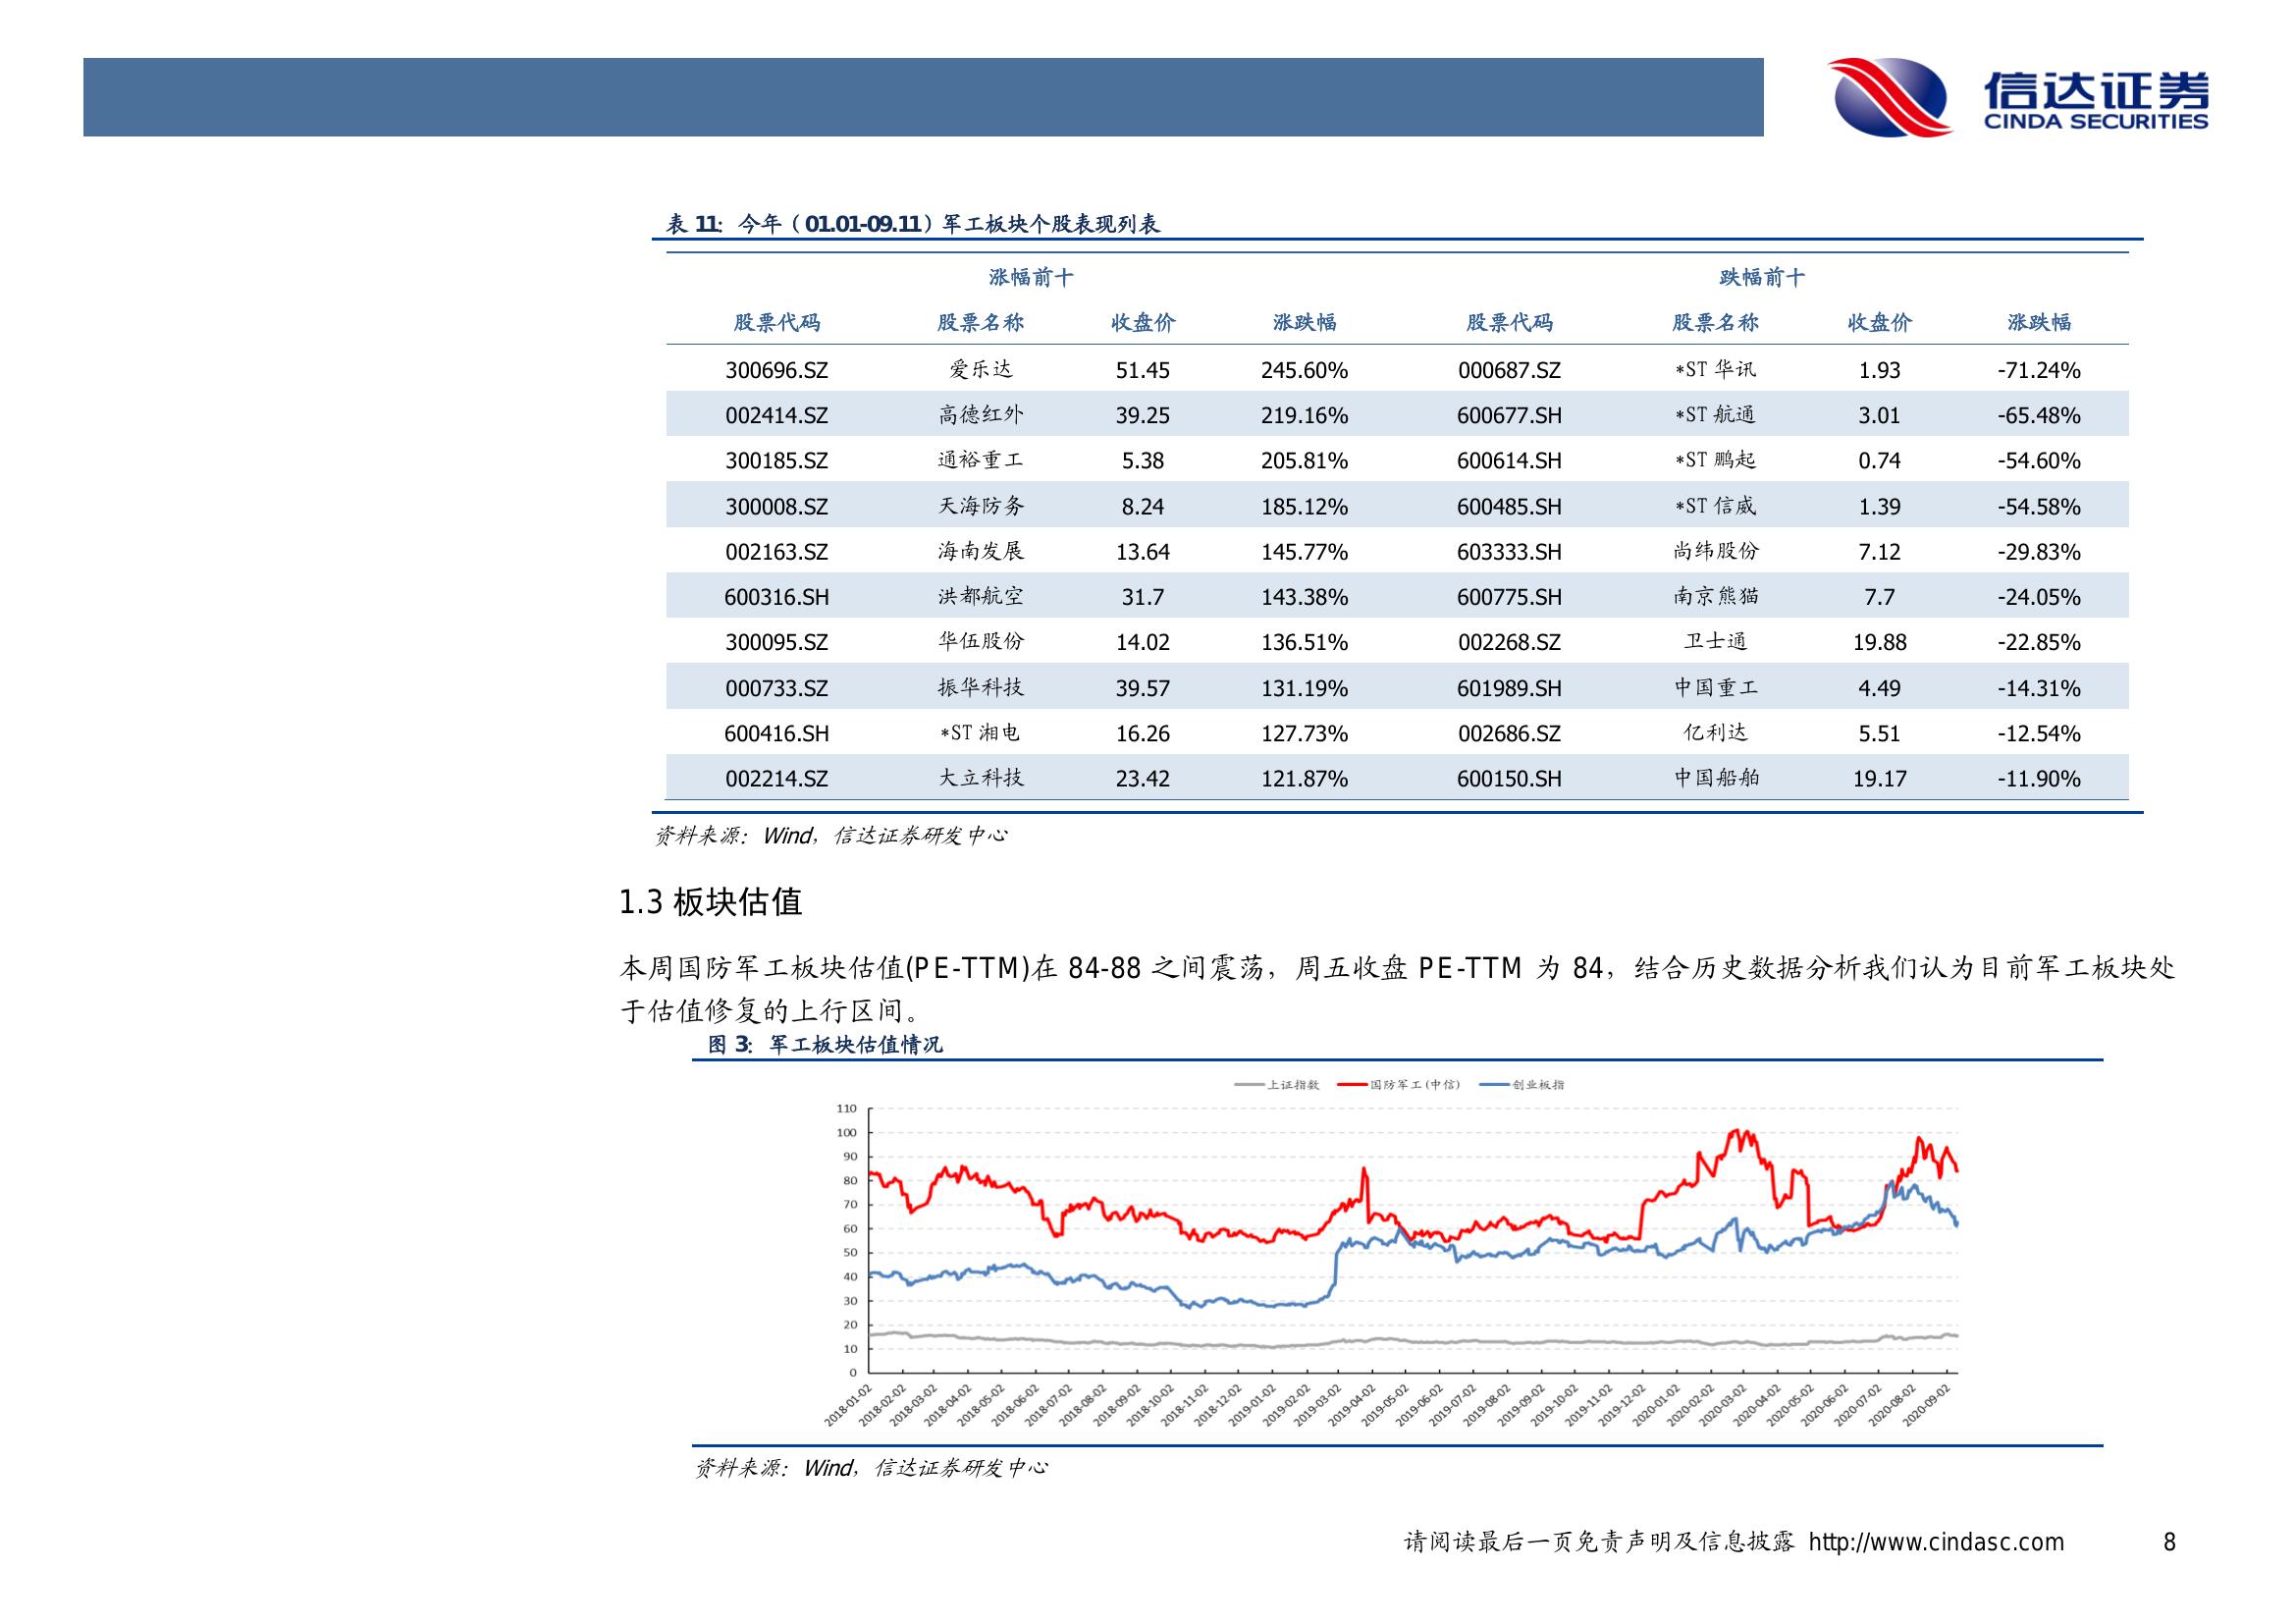 信达证券
CINDA SECURITIES
表 11: 今年（01.01-09.11）军工板块个股表现列表
涨幅前十 跌幅前十
股票代码 股票名称 收盘价 涨跌幅 股票代码 股票名称 收盘价 涨跌幅
300696.SZ 爱乐达 51.45 245.60% 000687.SZ *ST 华讯 1.93 -71.24%
002414.SZ 高德红外 39.25 219.16% 600677.SH *ST 航通 3.01 -65.48%
300185.SZ 通裕重工 5.38 205.81% 600614.SH *ST 鹏起 0.74 -54.60%
300008.SZ 天海防务 8.24 185.12% 600485.SH *ST 信威 1.39 -54.58%
002163.SZ 海南发展 13.64 145.77% 603333.SH 尚纬股份 7.12 -29.83%
600316.SH 洪都航空 31.7 143.38% 600775.SH 南京熊猫 7.7 -24.05%
300095.SZ 华伍股份 14.02 136.51% 002268.SZ 卫士通 19.88 -22.85%
000733.SZ 振华科技 39.57 131.19% 601989.SH 中国重工 4.49 -14.31%
600416.SH *ST 湘电 16.26 127.73% 002686.SZ 亿利达 5.51 -12.54%
002214.SZ 大立科技 23.42 121.87% 600150.SH 中国船舶 19.17 -11.90%
资料来源：Wind，信达证券研发中心
1.3 板块估值
本周国防军工板块估值(PE-TTM)在 84-88 之间震荡，周五收盘 PE-TTM 为 84，结合历史数据分析我们认为目前军工板块处
于估值修复的上行区间。
图 3: 军工板块估值情况
上证指数 国防军工(中信) 创业板指
110
100
90
80
70
60
50
40
30
20
10
0
2018-01-02 2018-02-02 2018-03-02 2018-04-02 2018-05-02 2018-06-02 2018-07-02 2018-08-02 2018-09-02 2018-10-02 2018-11-02 2018-12-02 2019-01-02 2019-02-02 2019-03-02 2019-04-02 2019-05-02 2019-06-02 2019-07-02 2019-08-02 2019-09-02 2019-10-02 2019-11-02 2019-12-02 2020-01-02 2020-02-02 2020-03-02 2020-04-02 2020-05-02 2020-06-02 2020-07-02 2020-08-02 2020-09-02
资料来源：Wind，信达证券研发中心
请阅读最后一页免责声明及信息披露 http://www.cindasc.com 8